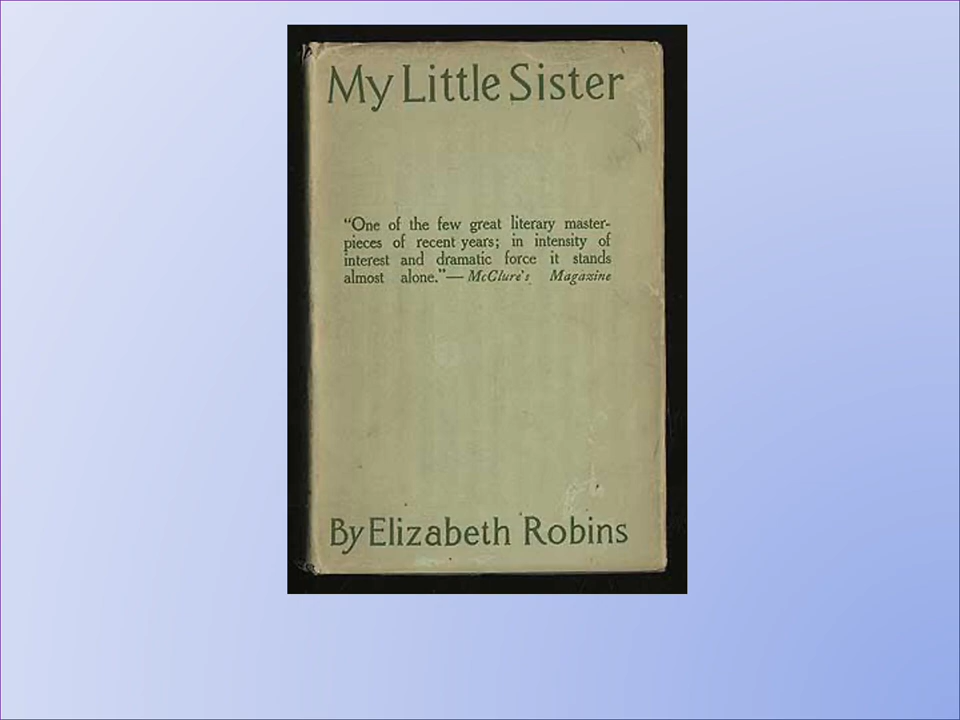 My Little Sister
“One of the few great literary master-
pieces of recent years; in intensity of
interest and dramatic force it stands
almost alone.”— McClure's Magazine
By Elizabeth Robins